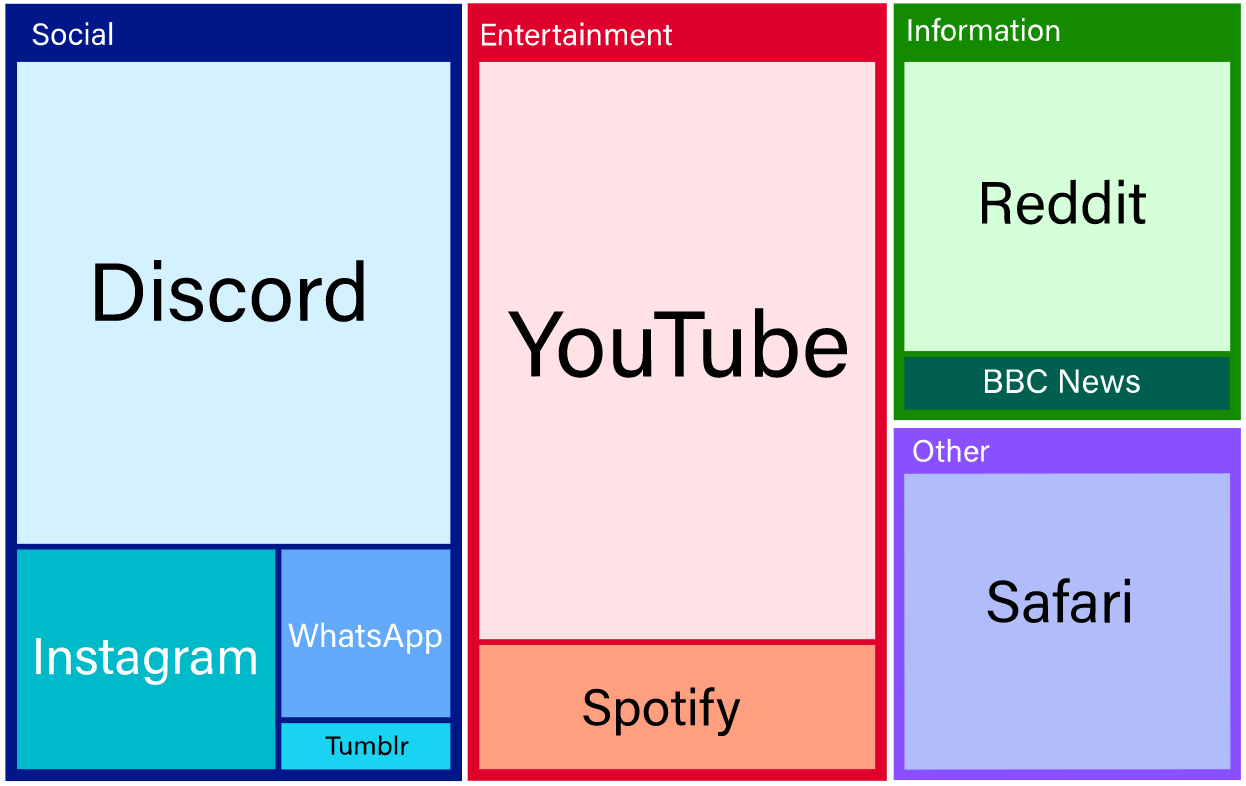 Social
Discord
Instagram
WhatsApp
Tumblr
Entertainment
YouTube
Spotify
Information
Reddit
BBC News
Other
Safari